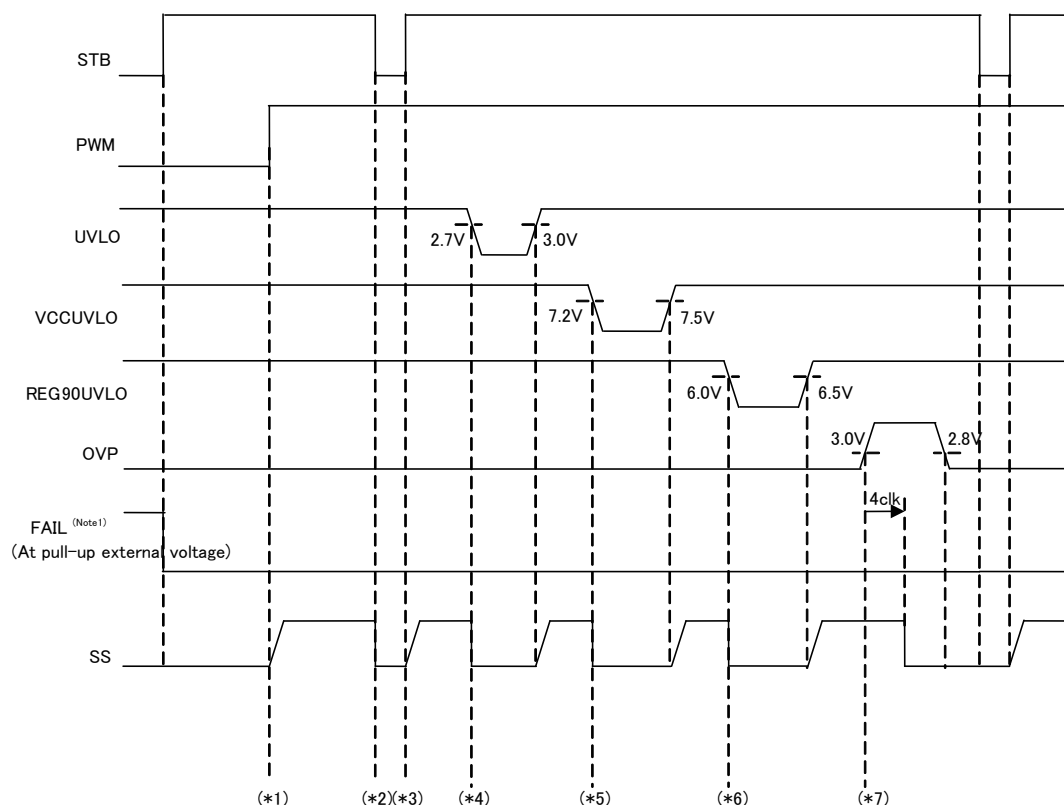 STB
PWM
UVLO
2.7V
3.0V
VCCUVLO
7.2V
7.5V
REG90UVLO
6.0V
6.5V
OVP
3.0V
2.8V
4clk
FAIL (Note1)
(At pull-up external voltage)
SS
(*1) (*2)(*3) (*4) (*5) (*6) (*7)